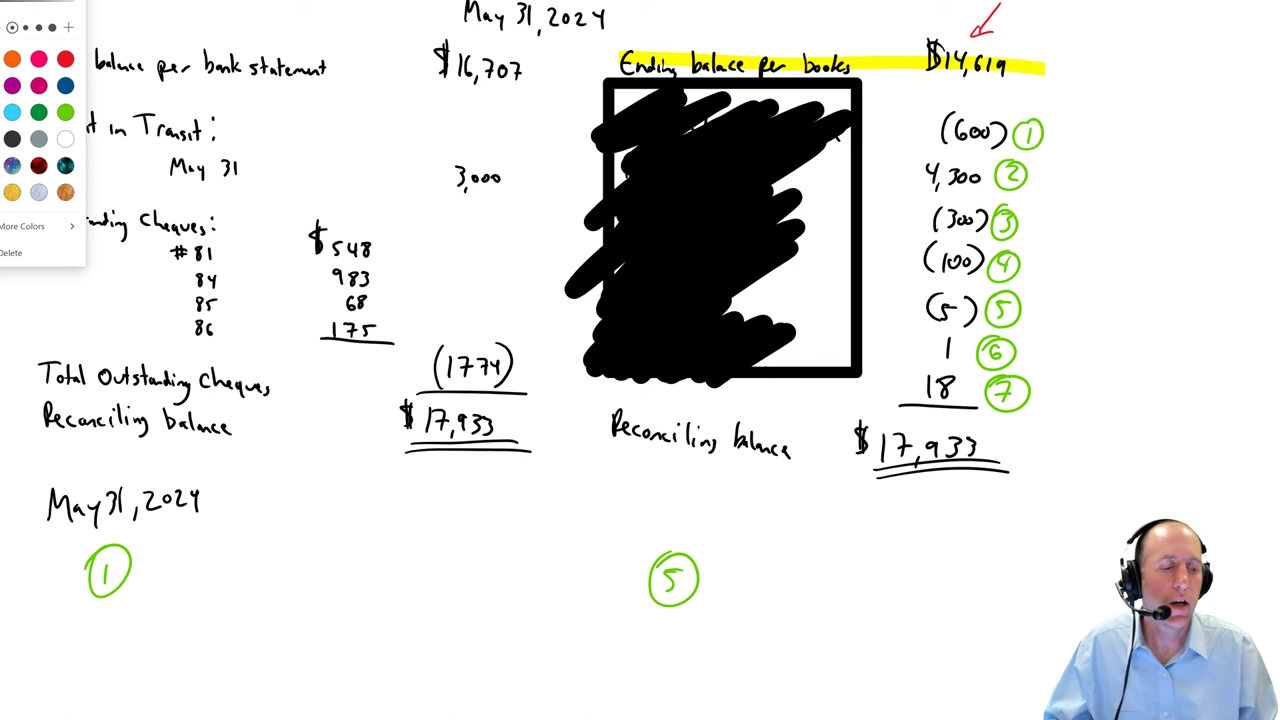 May 31, 2024
balance per bank statement $16,707
in Transit:
May 31 3,000
Cheques:
#81 $548
84 983
85 68
86 175
Total Outstanding Cheques (1774)
Reconciling balance $17,933
Ending balance per books $14,619
(600) 1
4,300 2
(300) 3
(100) 4
(5) 5
1 6
18 7
Reconciling balance $17,933
May 31, 2024
1 5
More Colors
Delete